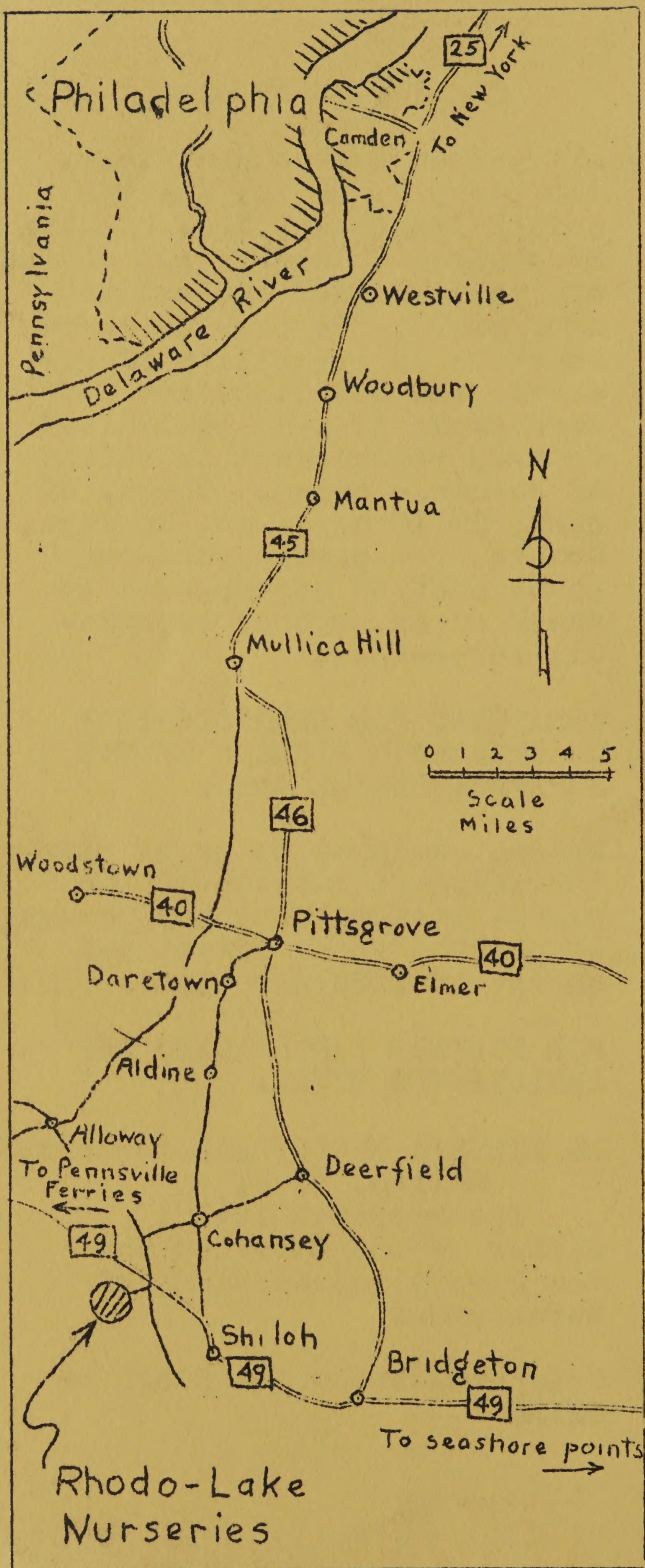 25
To New York
Philadelphia
Camden
Pennsylvania
Delaware River
Westville
Woodbury
Mantua
N
45
Mullica Hill
0 1 2 3 4 5
Scale
Miles
46
Woodstown
40
Pittsgrove
40
Elmer
Daretown
Aldine
Alloway
To Pennsville
Ferries
Deerfield
49
Cohansey
Shiloh
49
Bridgeton
49
To seashore points
Rhodo-Lake
Nurseries